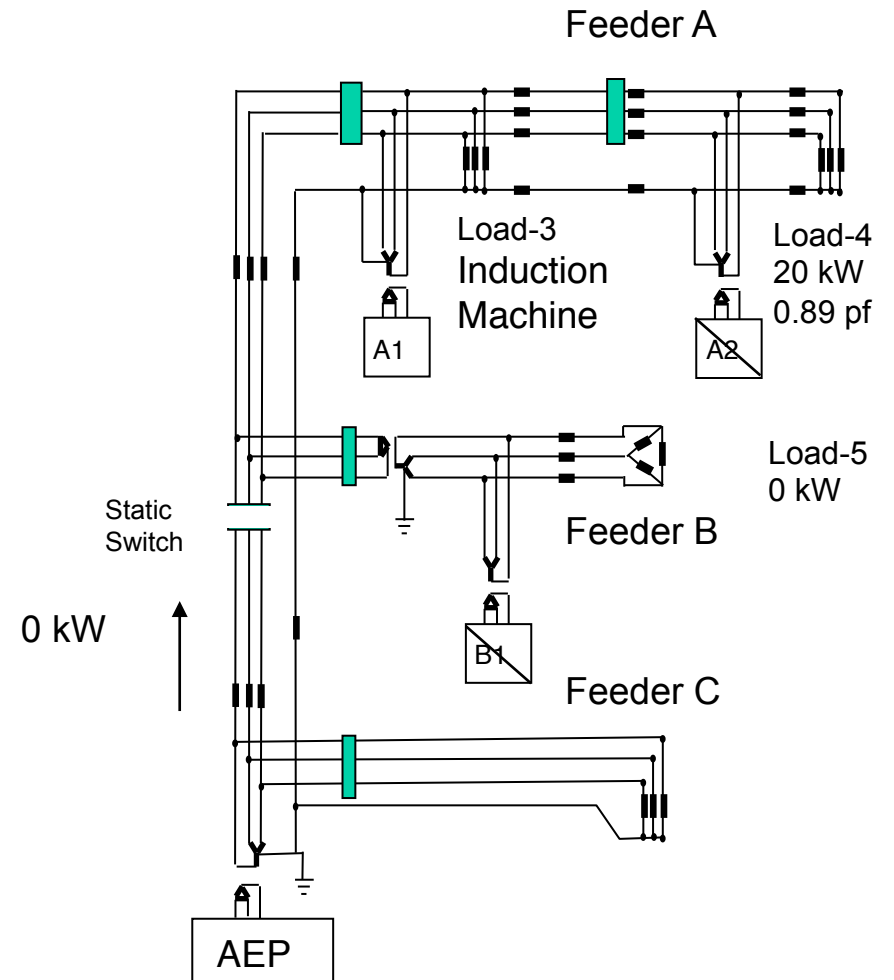 Feeder A
Load-3
Induction
Machine
Load-4
20 kW
0.89 pf
A1
A2
Load-5
0 kW
Static
Switch
Feeder B
0 kW
B1
Feeder C
AEP